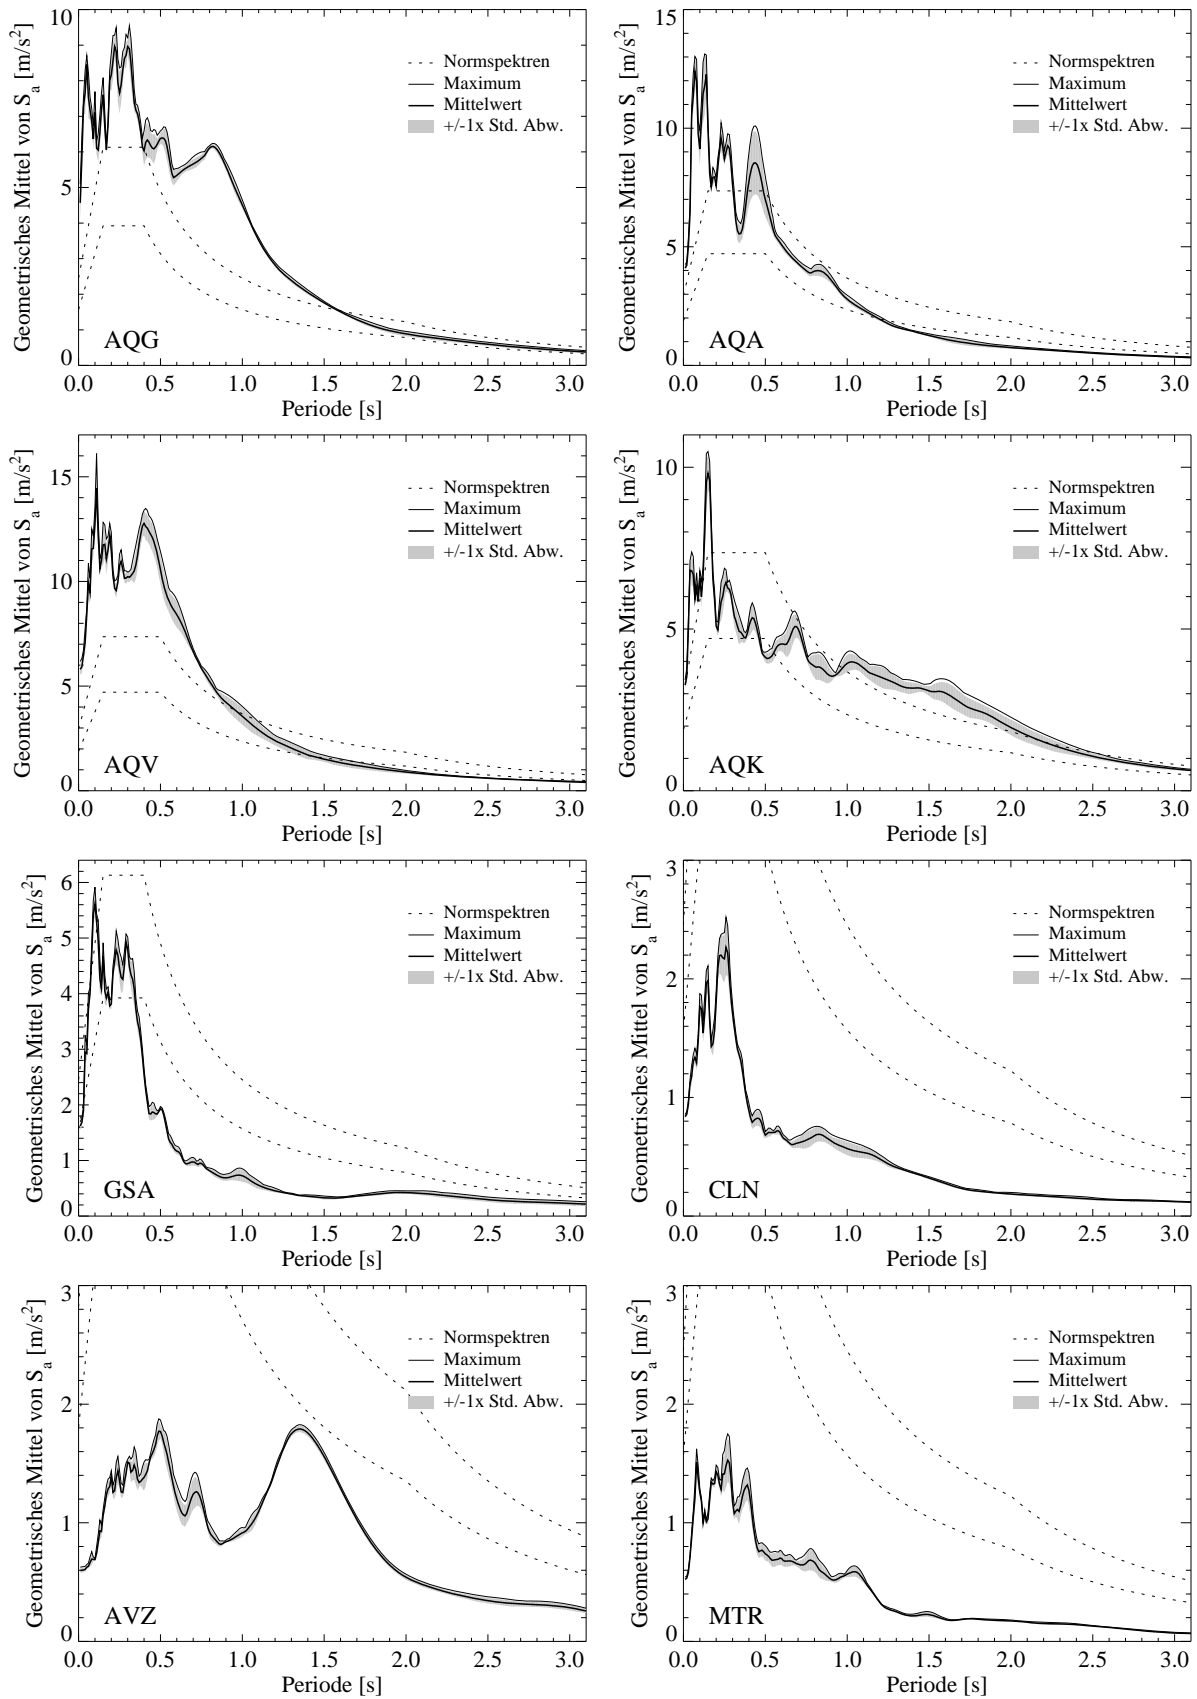 Geometrisches Mittel von S_a [m/s²]
10
5
0
Normspektren
Maximum
Mittelwert
+/-1x Std. Abw.
AQG
0.0 0.5 1.0 1.5 2.0 2.5 3.0
Periode [s]
Geometrisches Mittel von S_a [m/s²]
15
10
5
0
Normspektren
Maximum
Mittelwert
+/-1x Std. Abw.
AQA
0.0 0.5 1.0 1.5 2.0 2.5 3.0
Periode [s]
Geometrisches Mittel von S_a [m/s²]
15
10
5
0
Normspektren
Maximum
Mittelwert
+/-1x Std. Abw.
AQV
0.0 0.5 1.0 1.5 2.0 2.5 3.0
Periode [s]
Geometrisches Mittel von S_a [m/s²]
10
5
0
Normspektren
Maximum
Mittelwert
+/-1x Std. Abw.
AQK
0.0 0.5 1.0 1.5 2.0 2.5 3.0
Periode [s]
Geometrisches Mittel von S_a [m/s²]
6
5
4
3
2
1
0
Normspektren
Maximum
Mittelwert
+/-1x Std. Abw.
GSA
0.0 0.5 1.0 1.5 2.0 2.5 3.0
Periode [s]
Geometrisches Mittel von S_a [m/s²]
3
2
1
0
Normspektren
Maximum
Mittelwert
+/-1x Std. Abw.
CLN
0.0 0.5 1.0 1.5 2.0 2.5 3.0
Periode [s]
Geometrisches Mittel von S_a [m/s²]
3
2
1
0
Normspektren
Maximum
Mittelwert
+/-1x Std. Abw.
AVZ
0.0 0.5 1.0 1.5 2.0 2.5 3.0
Periode [s]
Geometrisches Mittel von S_a [m/s²]
3
2
1
0
Normspektren
Maximum
Mittelwert
+/-1x Std. Abw.
MTR
0.0 0.5 1.0 1.5 2.0 2.5 3.0
Periode [s]